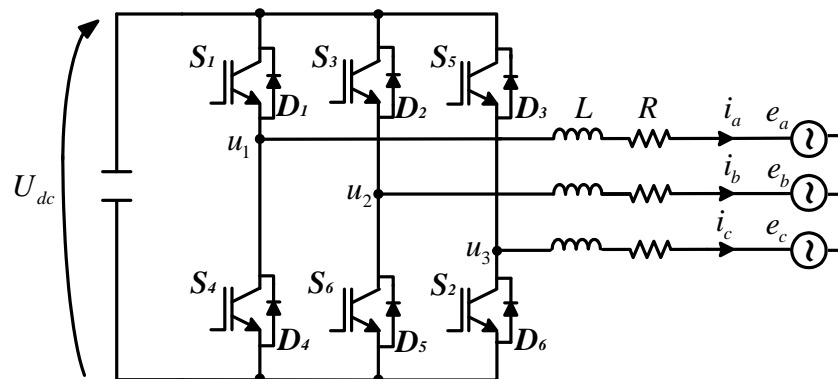 S1 S3 S5
D1 D2 D3
L R ia ea
u1
Udc
u2
ib eb
ic ec
u3
S4 S6 S2
D4 D5 D6